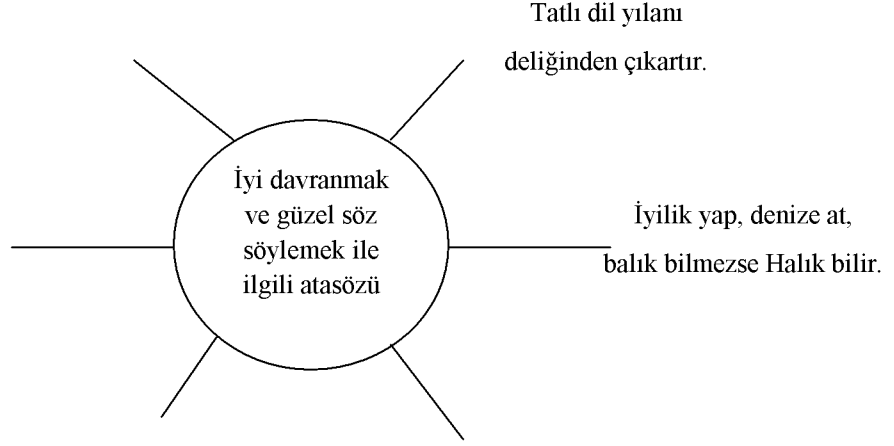 Tatlı dil yılanı
deliğinden çıkartır.
İyi davranmak
ve güzel söz
söylemek ile
ilgili atasözü
İyilik yap, denize at,
balık bilmezse Halık bilir.